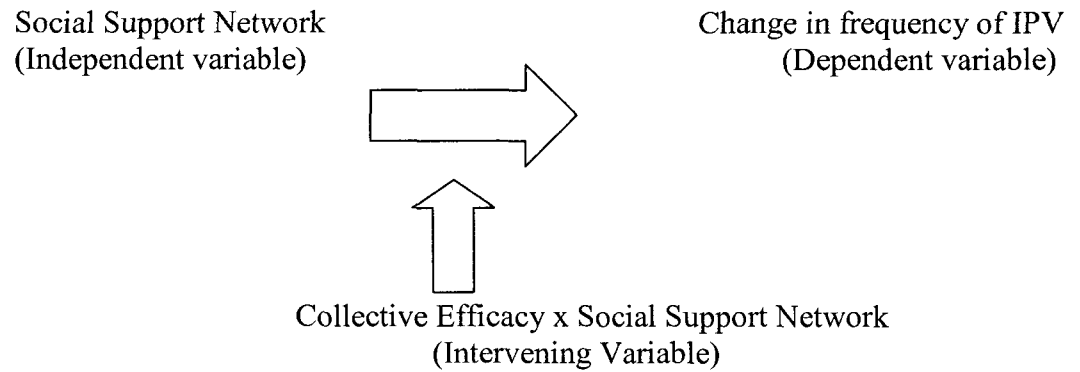 Social Support Network
(Independent variable)
Change in frequency of IPV
(Dependent variable)
Collective Efficacy x Social Support Network
(Intervening Variable)